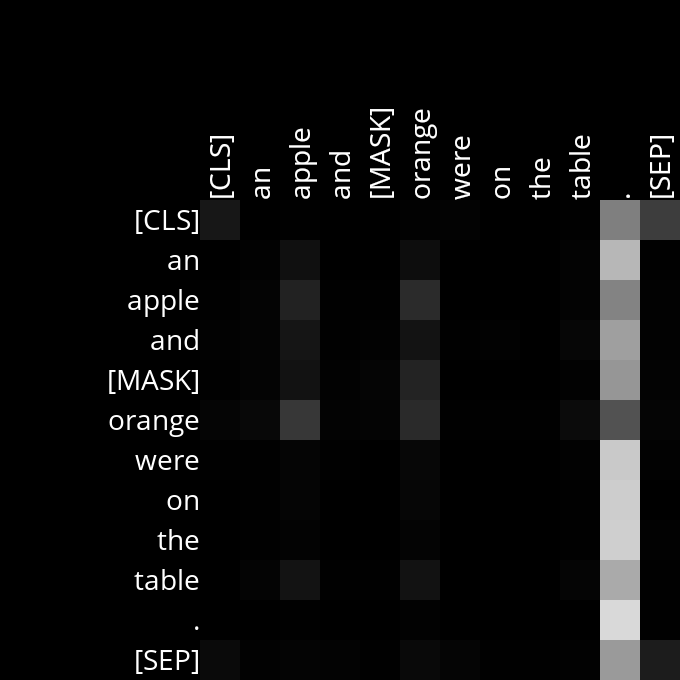 [CLS] an apple and [MASK] orange were on the table . [SEP]
[CLS]
an
apple
and
[MASK]
orange
were
on
the
table
.
[SEP]